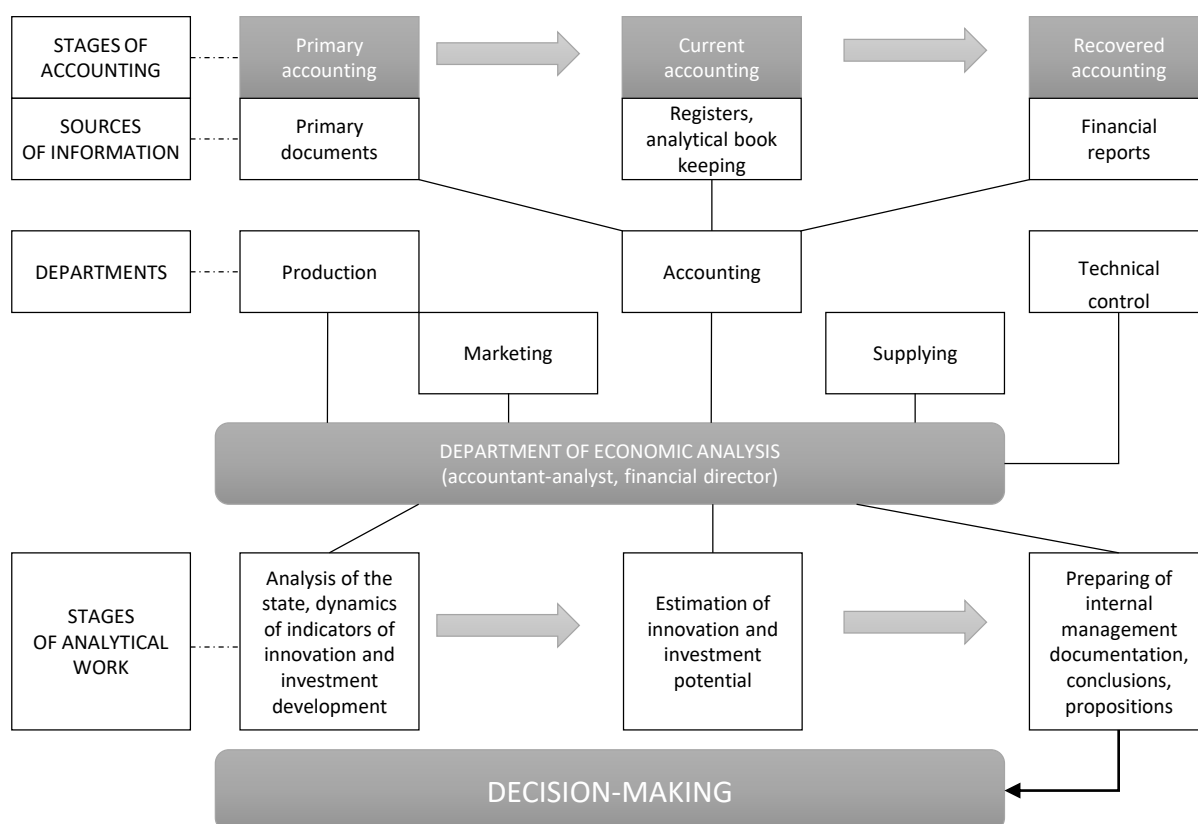 STAGES OF
ACCOUNTING
Primary
accounting
Current
accounting
Recovered
accounting
SOURCES
OF INFORMATION
Primary
documents
Registers,
analytical book
keeping
Financial
reports
DEPARTMENTS
Production
Accounting
Technical
control
Marketing
Supplying
DEPARTMENT OF ECONOMIC ANALYSIS
(accountant-analyst, financial director)
STAGES
OF ANALYTICAL
WORK
Analysis of the
state, dynamics
of indicators of
innovation and
investment
development
Estimation of
innovation and
investment
potential
Preparing of
internal
management
documentation,
conclusions,
propositions
DECISION-MAKING